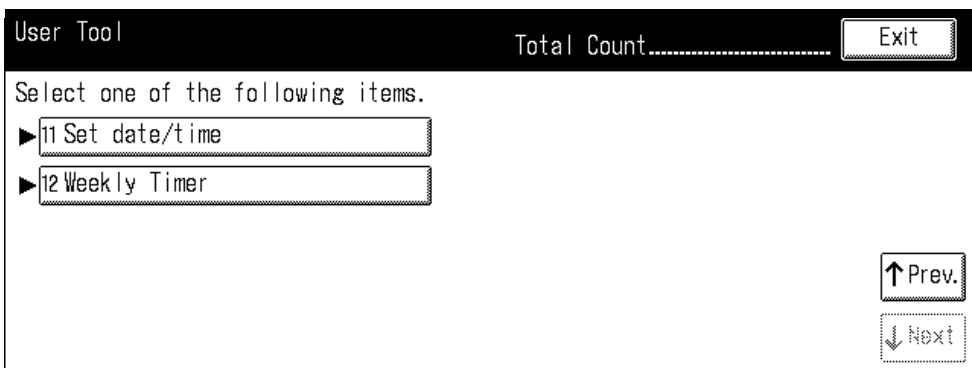 User Tool
Total Count............................
Exit
Select one of the following items.
▶11 Set date/time
▶12 Weekly Timer
↑Prev.
↓Next